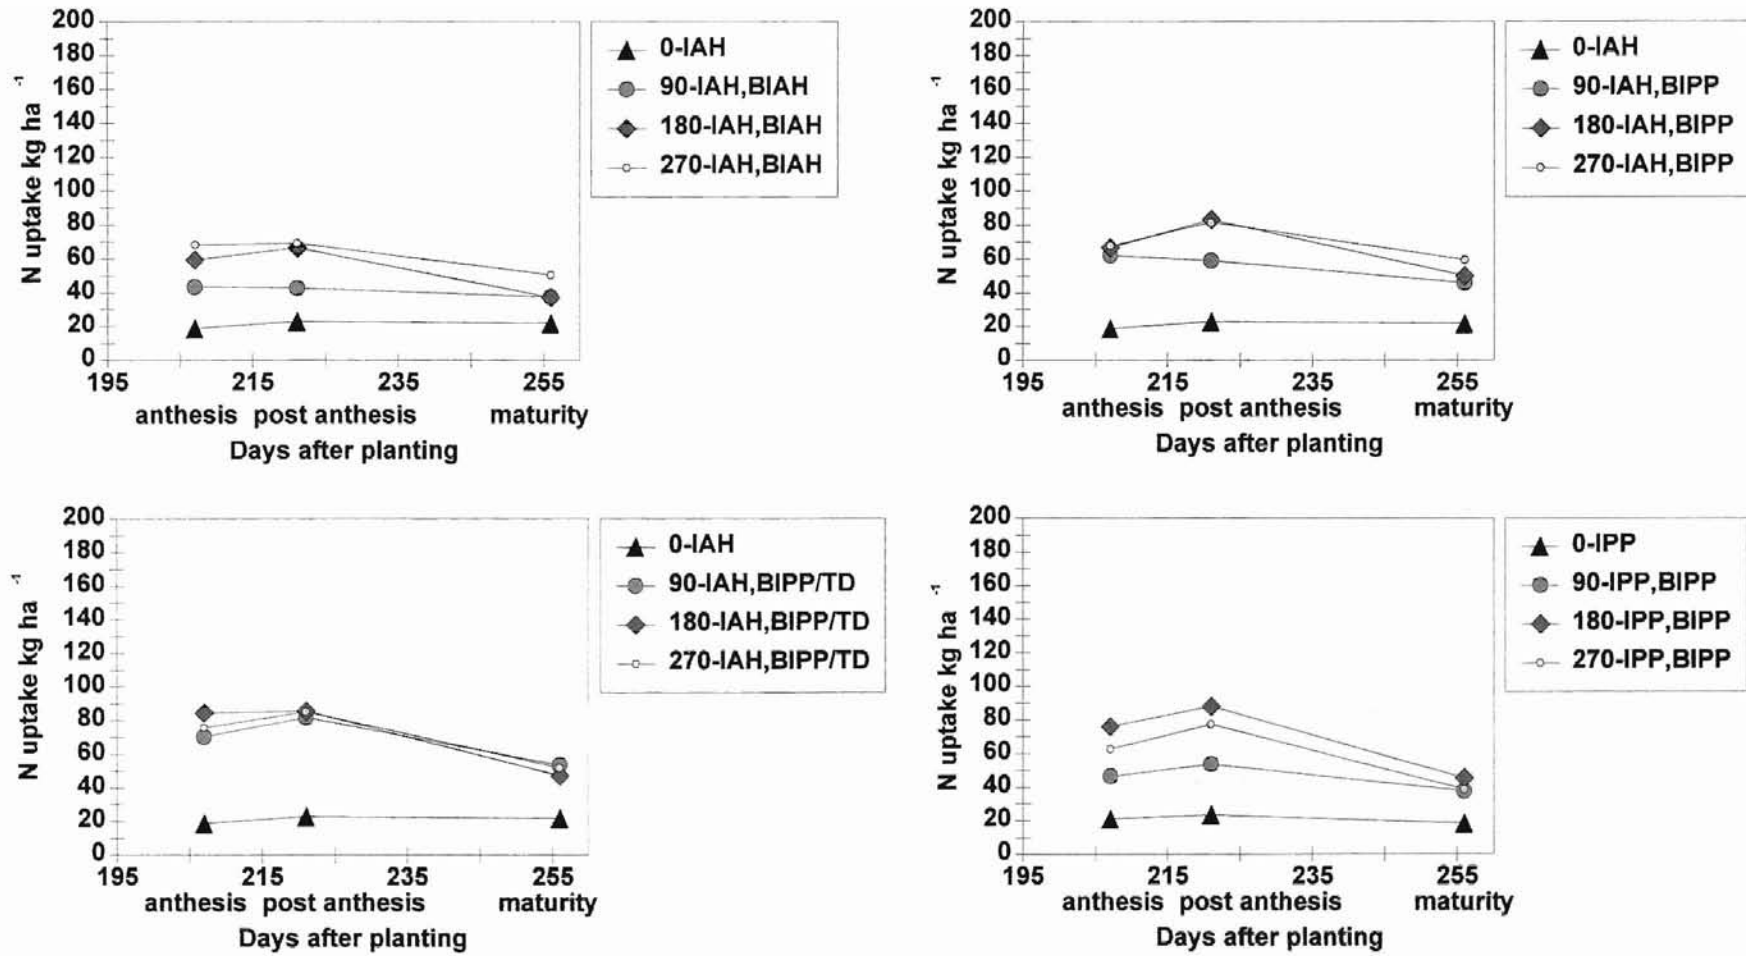 200
180
160
140
120
100
80
60
40
20
0
N uptake kg ha -1
195 215 235 255
anthesis post anthesis maturity
Days after planting
0-IAH
90-IAH,BIAH
180-IAH,BIAH
270-IAH,BIAH
200
180
160
140
120
100
80
60
40
20
0
N uptake kg ha -1
195 215 235 255
anthesis post anthesis maturity
Days after planting
0-IAH
90-IAH,BIPP
180-IAH,BIPP
270-IAH,BIPP
200
180
160
140
120
100
80
60
40
20
0
N uptake kg ha -1
195 215 235 255
anthesis post anthesis maturity
Days after planting
0-IAH
90-IAH,BIPP/TD
180-IAH,BIPP/TD
270-IAH,BIPP/TD
200
180
160
140
120
100
80
60
40
20
0
N uptake kg ha -1
195 215 235 255
anthesis post anthesis maturity
Days after planting
0-IPP
90-IPP,BIPP
180-IPP,BIPP
270-IPP,BIPP